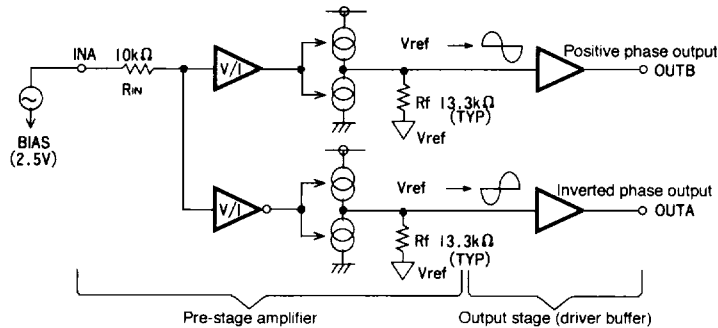 INA
10kΩ
RIN
V/I
Vref
Positive phase output
OUTB
BIAS
(2.5V)
Rf 13.3kΩ
(TYP)
Vref
V/I
Vref
Inverted phase output
OUTA
Rf 13.3kΩ
(TYP)
Vref
Pre-stage amplifier
Output stage (driver buffer)